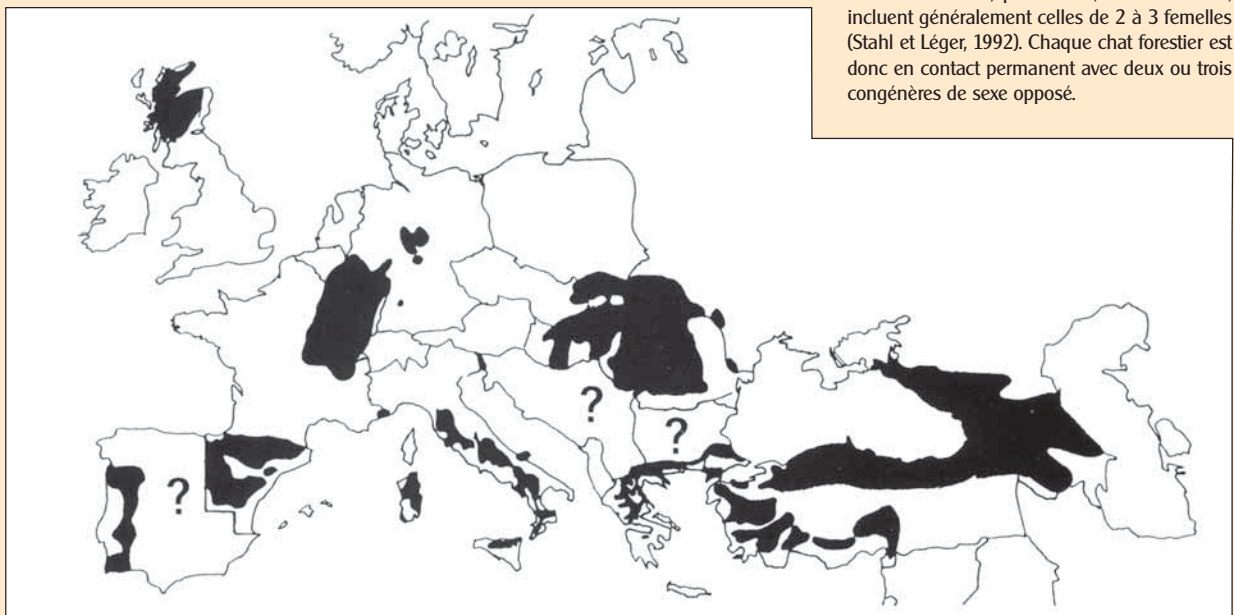 incluent généralement celles de 2 à 3 femelles
(Stahl et Léger, 1992). Chaque chat forestier est
donc en contact permanent avec deux ou trois
congénères de sexe opposé.
?
?
?